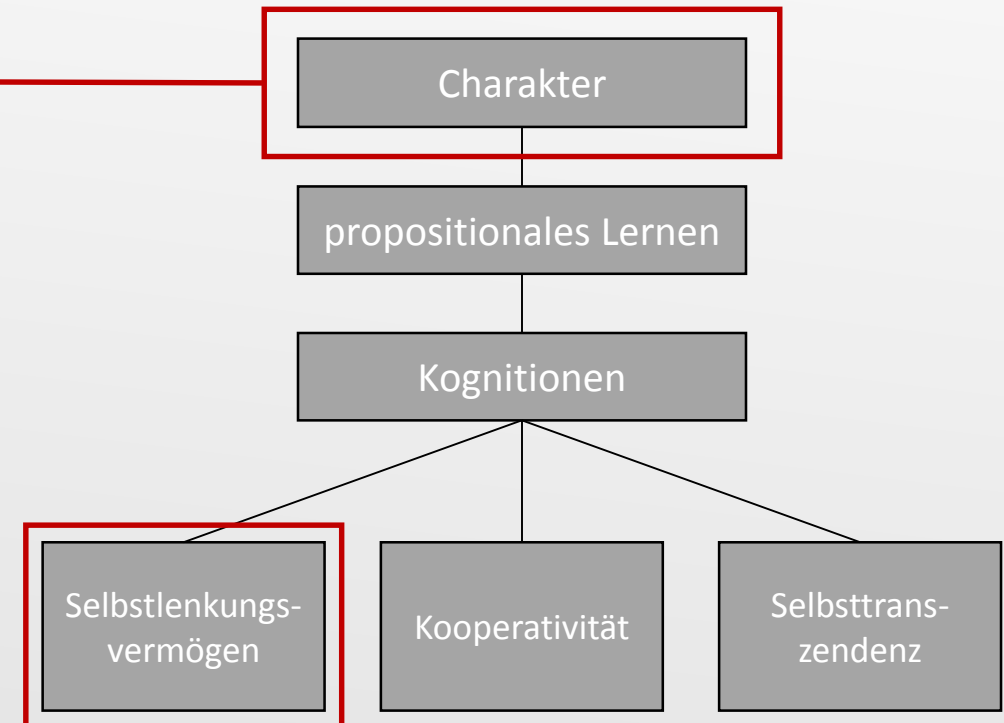 Charakter
propositionales Lernen
Kognitionen
Selbstlenkungs-
vermögen
Kooperativität
Selbsttrans-
zendenz